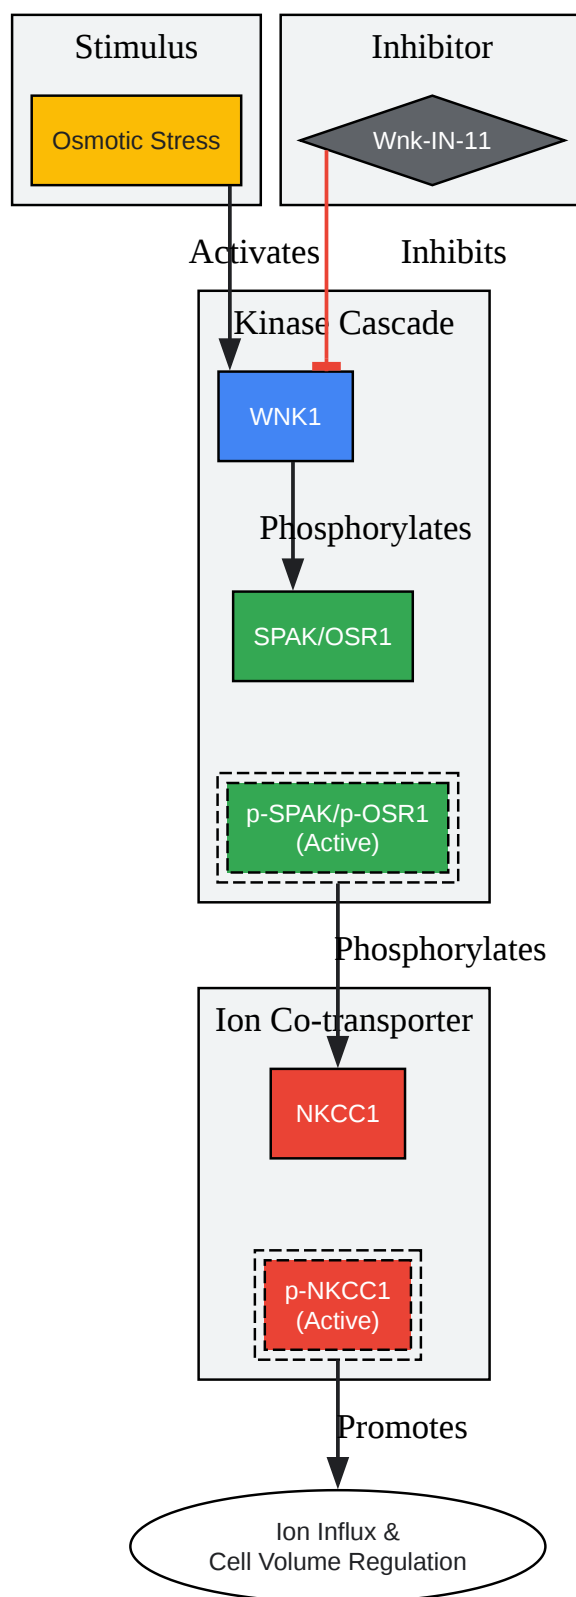 Stimulus
Inhibitor
Osmotic Stress
Wnk-IN-11
Activates
Inhibits
Kinase Cascade
WNK1
Phosphorylates
SPAK/OSR1
p-SPAK/p-OSR1
(Active)
Phosphorylates
Ion Co-transporter
NKCC1
p-NKCC1
(Active)
Promotes
Ion Influx &
Cell Volume Regulation